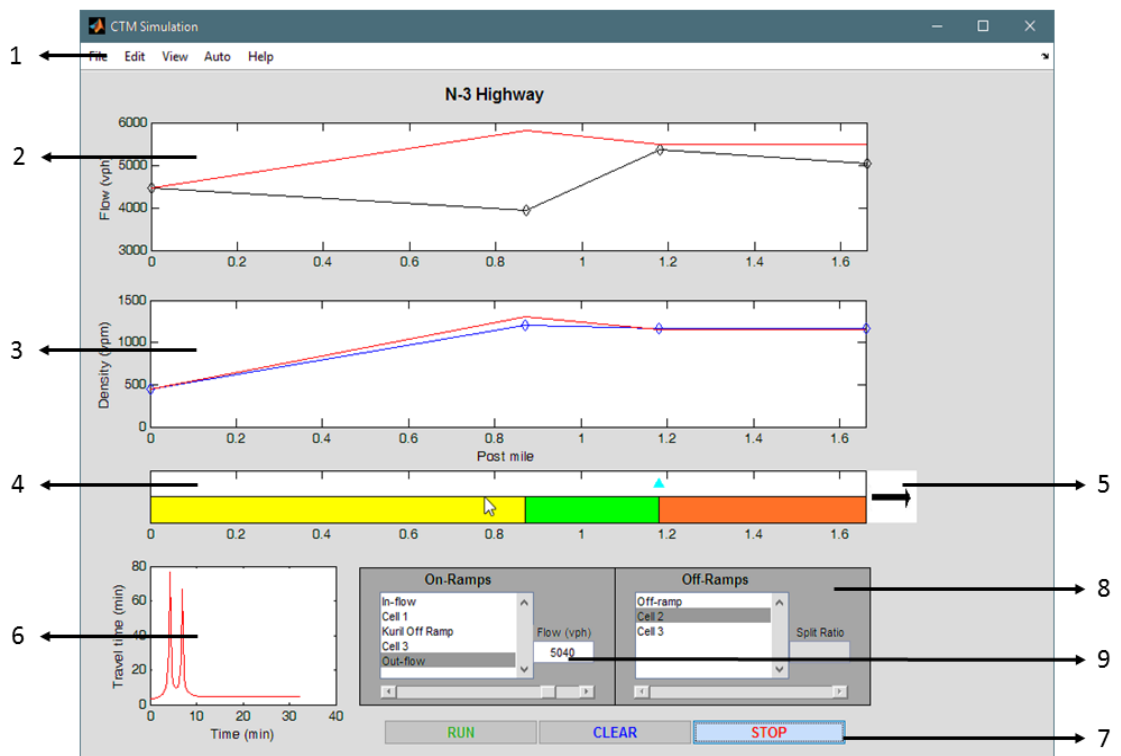 CTM Simulation
1
File Edit View Auto Help
N-3 Highway
2
Flow (vph)
6000
5000
4000
3000
0 0.2 0.4 0.6 0.8 1 1.2 1.4 1.6
3
Density (vpm)
1500
1000
500
0
0 0.2 0.4 0.6 0.8 1 1.2 1.4 1.6
Post mile
4
5
0 0.2 0.4 0.6 0.8 1 1.2 1.4 1.6
6
Travel time (min)
80
60
40
20
0
0 10 20 30 40
Time (min)
On-Ramps
In-flow
Cell 1
Kuril Off Ramp
Cell 3
Out-flow
Flow (vph)
5040
Off-Ramps
Off-ramp
Cell 2
Cell 3
Split Ratio
8
9
RUN CLEAR STOP
7